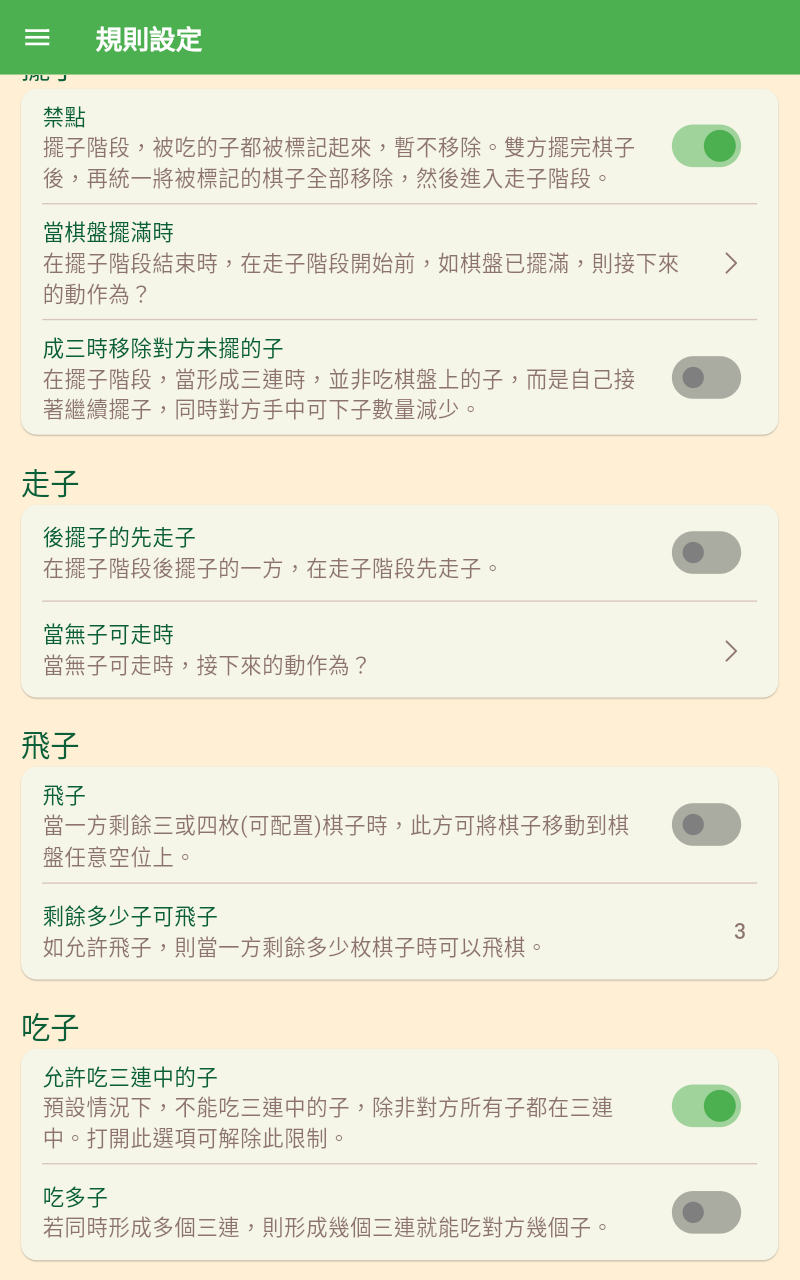 規則設定
禁點
擺子階段，被吃的子都被標記起來，暫不移除。雙方擺完棋子
後，再統一將被標記的棋子全部移除，然後進入走子階段。
當棋盤擺滿時
在擺子階段結束時，在走子階段開始前，如棋盤已擺滿，則接下來
的動作為？
成三時移除對方未擺的子
在擺子階段，當形成三連時，並非吃棋盤上的子，而是自己接
著繼續擺子，同時對方手中可下子數量減少。
走子
後擺子的先走子
在擺子階段後擺子的一方，在走子階段先走子。
當無子可走時
當無子可走時，接下來的動作為？
飛子
飛子
當一方剩餘三或四枚(可配置)棋子時，此方可將棋子移動到棋
盤任意空位上。
剩餘多少子可飛子
如允許飛子，則當一方剩餘多少枚棋子時可以飛棋。
3
吃子
允許吃三連中的子
預設情況下，不能吃三連中的子，除非對方所有子都在三連
中。打開此選項可解除此限制。
吃多子
若同時形成多個三連，則形成幾個三連就能吃對方幾個子。